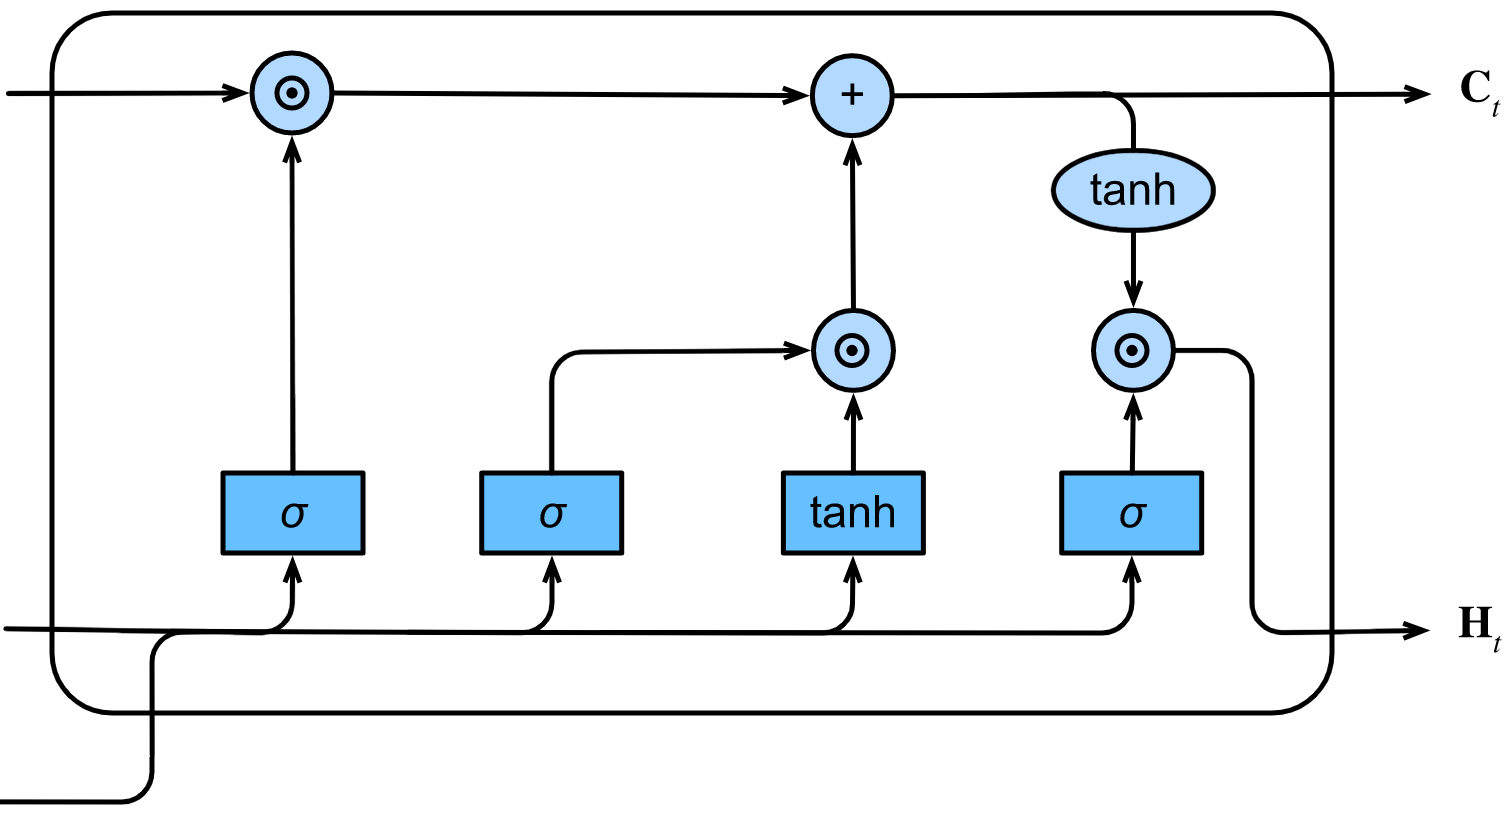 ⊙ + C_t
tanh
⊙ ⊙
σ σ tanh σ
H_t